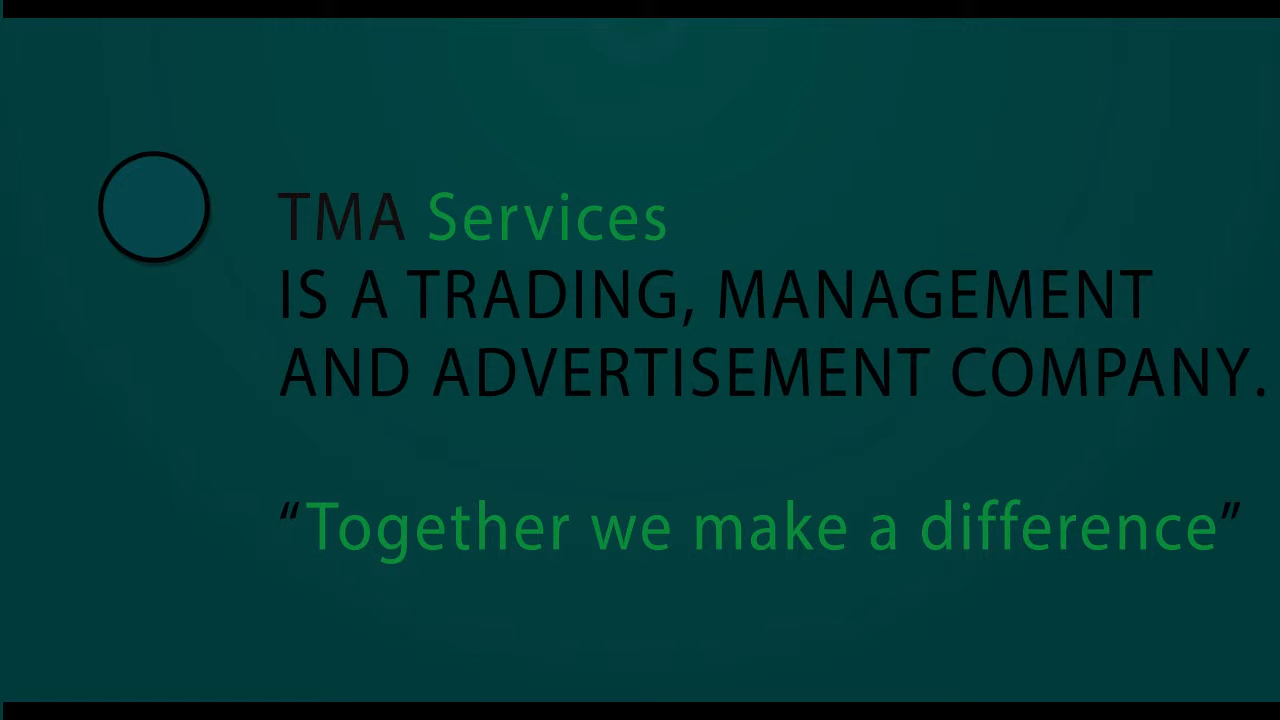 TMA Services
IS A TRADING, MANAGEMENT
AND ADVERTISEMENT COMPANY.
“Together we make a difference”